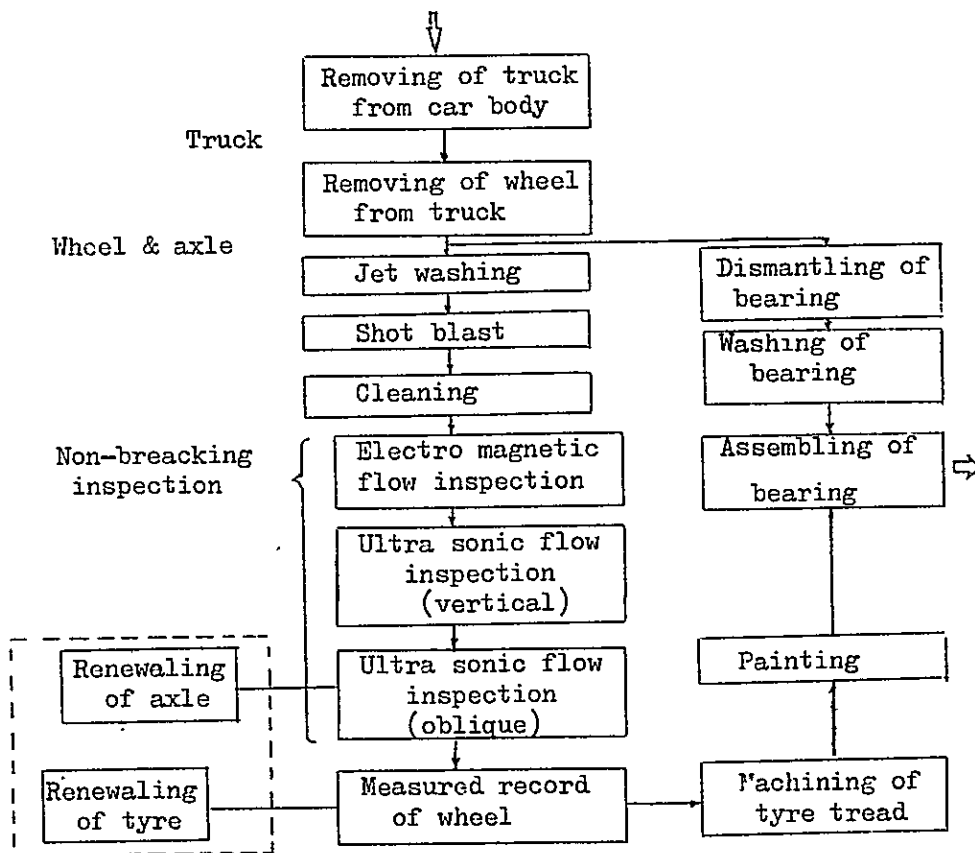 Removing of truck
from car body
Truck
Removing of wheel
from truck
Wheel & axle
Jet washing
Dismantling of
bearing
Shot blast
Washing of
bearing
Cleaning
Non-breacking
inspection
Electro magnetic
flow inspection
Assembling of
bearing
Ultra sonic flow
inspection
(vertical)
Renewaling
of axle
Ultra sonic flow
inspection
(oblique)
Painting
Renewaling
of tyre
Measured record
of wheel
Machining of
tyre tread